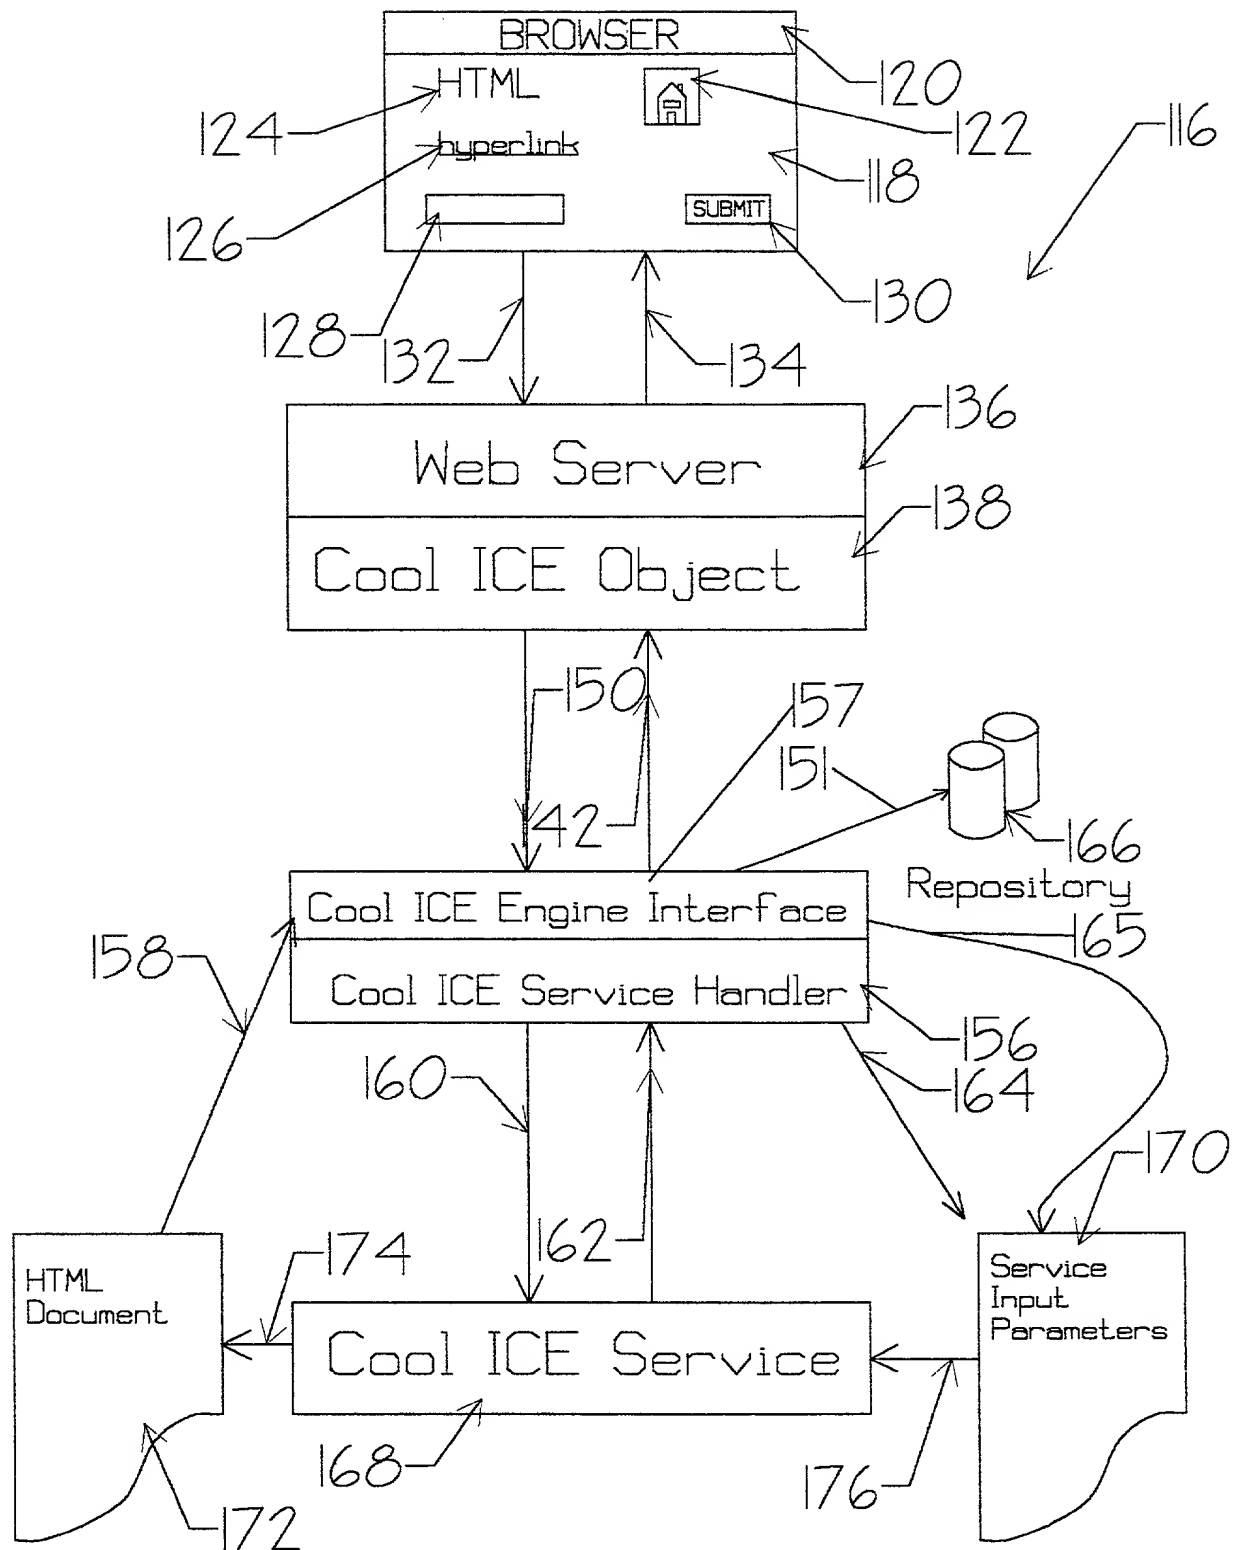 BROWSER
120
HTML
124
122
116
hyperlink
118
SUBMIT
126
130
128
132
134
136
Web Server
138
Cool ICE Object
150
157
151
42
166
Repository
Cool ICE Engine Interface
165
158
Cool ICE Service Handler
156
160
164
170
162
174
HTML
Document
Service
Input
Parameters
Cool ICE Service
168
176
172